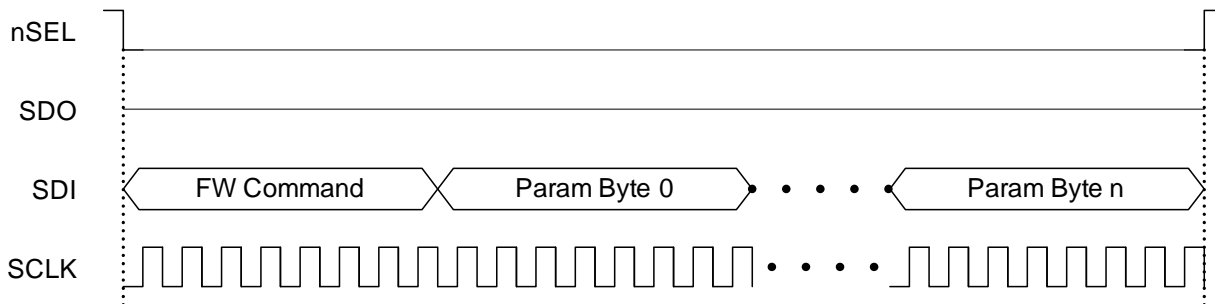 nSEL
SDO
SDI FW Command Param Byte 0 Param Byte n
SCLK